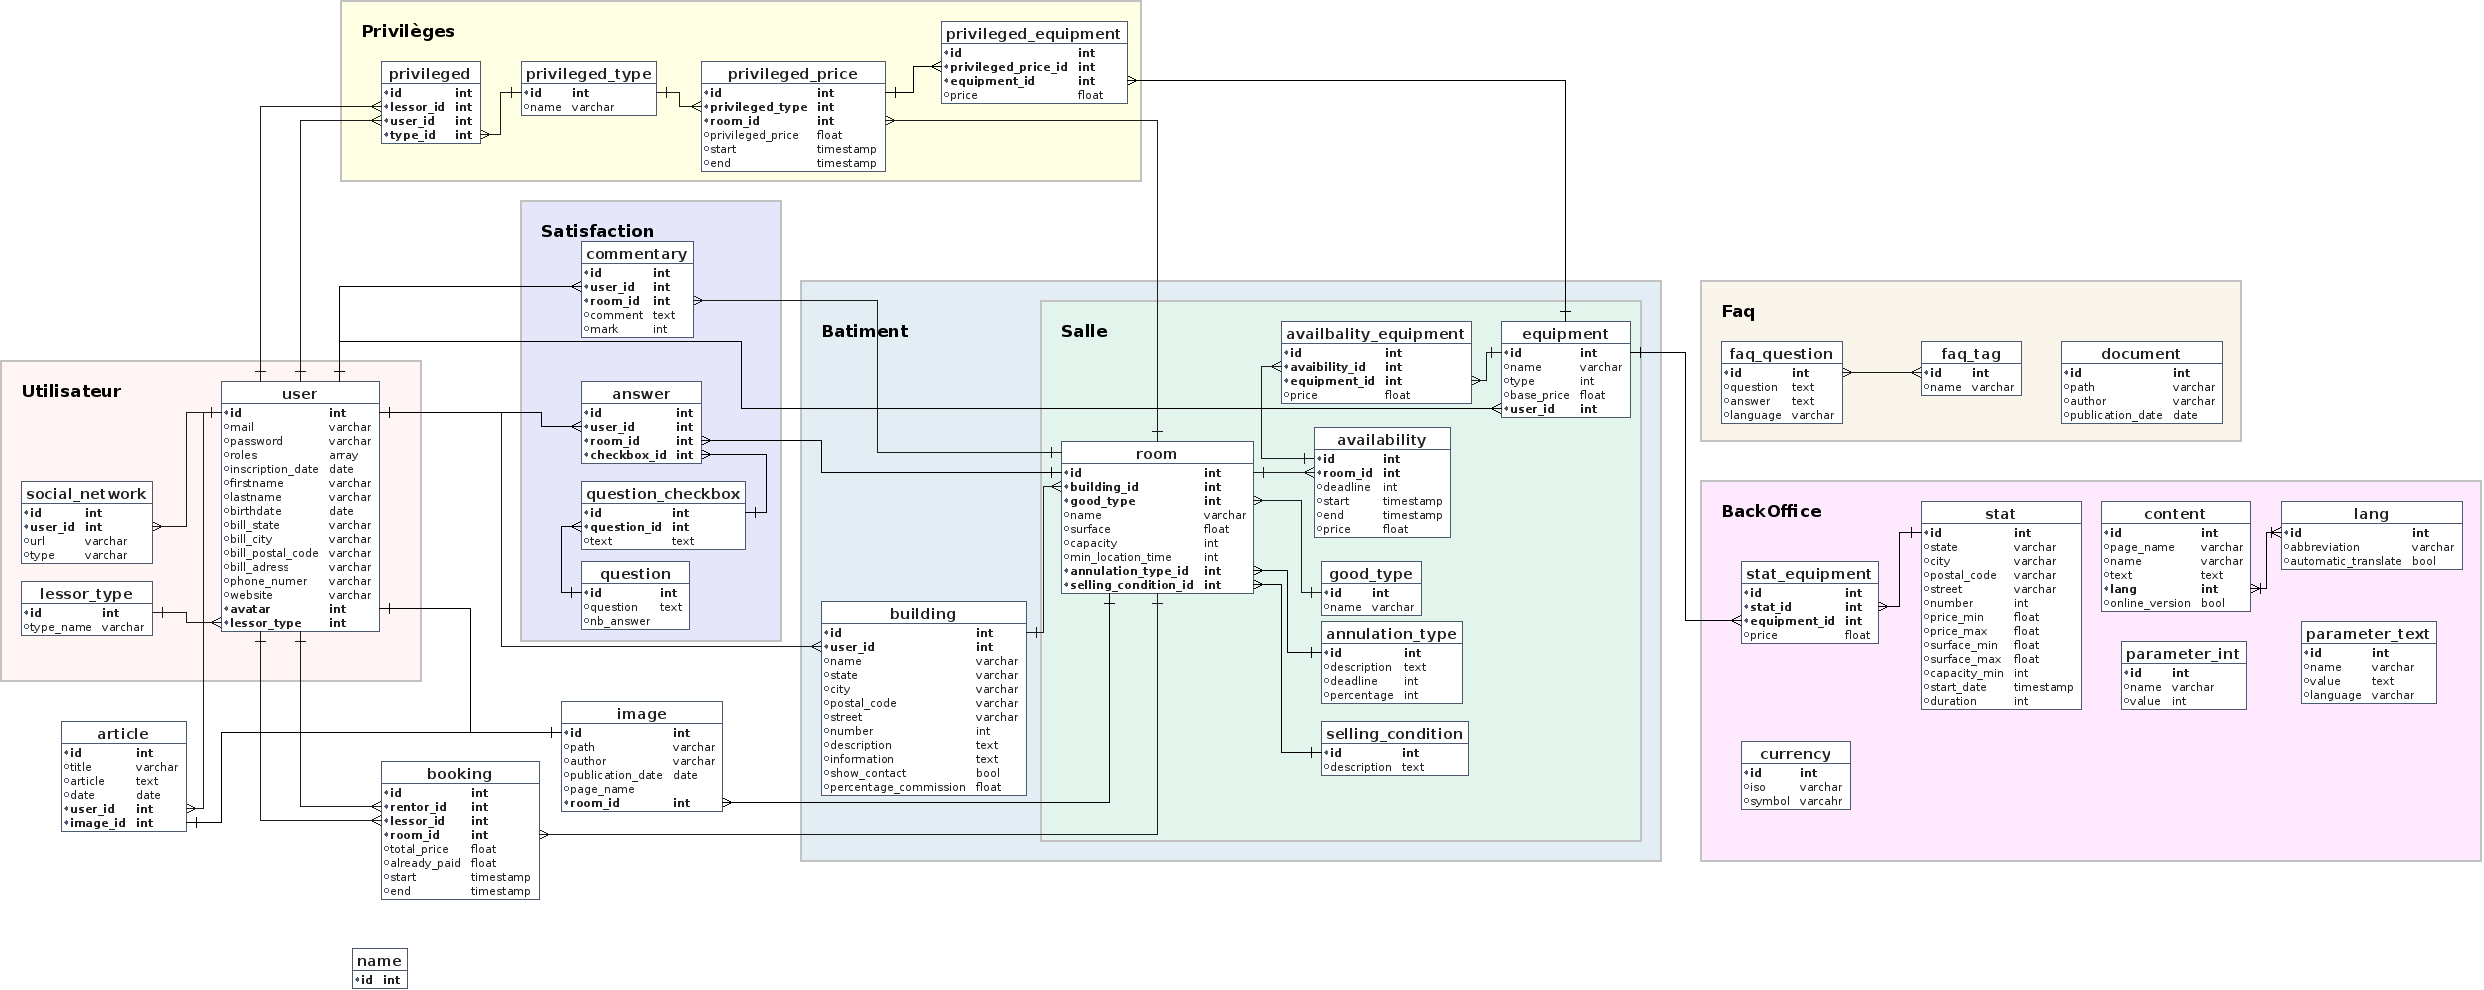 Privilèges
privileged
id int
lessor_id int
user_id int
type_id int
privileged_type
id int
name varchar
privileged_price
id int
privileged_type int
room_id int
privileged_price float
start timestamp
end timestamp
privileged_equipment
id int
privileged_price_id int
equipment_id int
price float
Satisfaction
commentary
id int
user_id int
room_id int
comment text
mark int
answer
id int
user_id int
room_id int
checkbox_id int
question_checkbox
id int
question_id int
text text
question
id int
question text
nb_answer
Utilisateur
user
id int
mail varchar
password varchar
roles array
inscription_date date
firstname varchar
lastname varchar
birthdate date
bill_state varchar
bill_city varchar
bill_postal_code varchar
bill_adress varchar
phone_numer varchar
website varchar
avatar int
lessor_type int
social_network
id int
user_id int
url varchar
type varchar
lessor_type
id int
type_name varchar
article
id int
title varchar
article text
date date
user_id int
image_id int
booking
id int
rentor_id int
lessor_id int
room_id int
total_price float
already_paid float
start timestamp
end timestamp
image
id int
path varchar
author varchar
publication_date date
page_name
room_id int
name
id int
Batiment
building
id int
user_id int
name varchar
state varchar
city varchar
postal_code varchar
street varchar
number int
description text
information text
show_contact bool
percentage_commission float
Salle
room
id int
building_id int
good_type int
name varchar
surface float
capacity int
min_location_time int
annulation_type_id int
selling_condition_id int
availbality_equipment
id int
avaibility_id int
equipment_id int
price float
equipment
id int
name varchar
type int
base_price float
user_id int
availability
id int
room_id int
deadline int
start timestamp
end timestamp
price float
good_type
id int
name varchar
annulation_type
id int
description text
deadline int
percentage int
selling_condition
id int
description text
Faq
faq_question
id int
question text
answer text
language varchar
faq_tag
id int
name varchar
document
id int
path varchar
author varchar
publication_date date
BackOffice
stat_equipment
id int
stat_id int
equipment_id int
price float
stat
id int
state varchar
city varchar
postal_code varchar
street varchar
number int
price_min float
price_max float
surface_min float
surface_max float
capacity_min int
start_date timestamp
duration int
content
id int
page_name varchar
name varchar
text text
lang int
online_version bool
lang
id int
abbreviation varchar
automatic_translate bool
parameter_int
id int
name varchar
value int
parameter_text
id int
name varchar
value text
language varchar
currency
id int
iso varchar
symbol varcahr